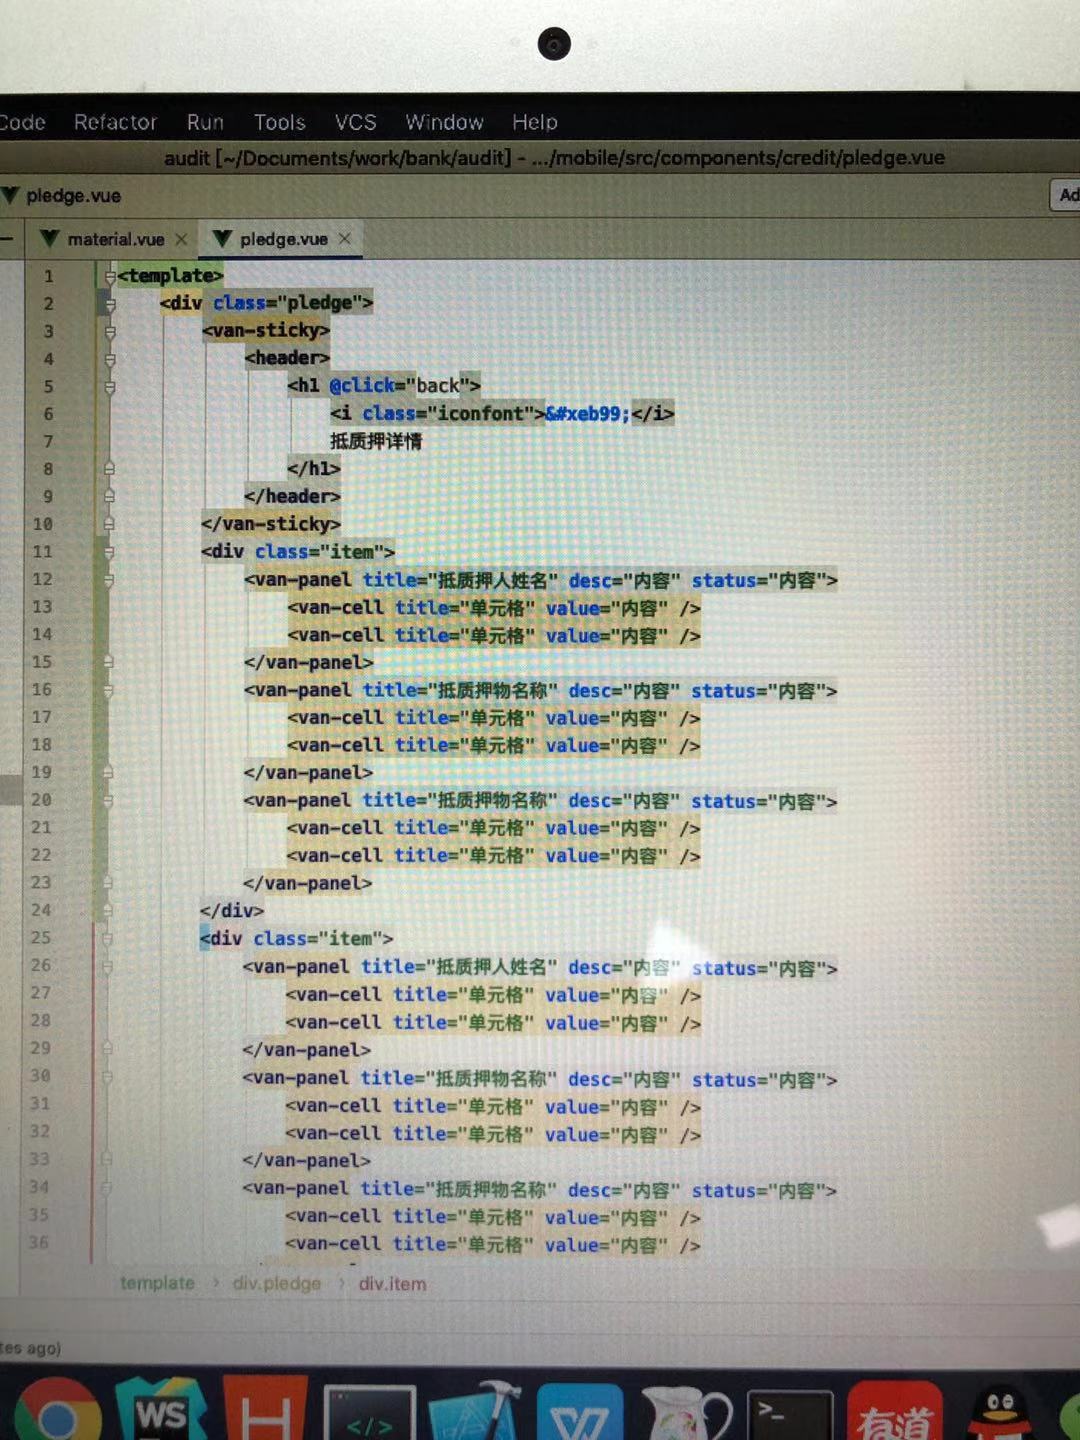 Code Refactor Run Tools VCS Window Help
audit [~/Documents/work/bank/audit] - .../mobile/src/components/credit/pledge.vue
pledge.vue
material.vue pledge.vue
1 <template>
2 <div class="pledge">
3 <van-sticky>
4 <header>
5 <h1 @click="back">
6 <i class="iconfont">&#xeb99;</i>
7 抵质押详情
8 </h1>
9 </header>
10 </van-sticky>
11 <div class="item">
12 <van-panel title="抵质押人姓名" desc="内容" status="内容">
13 <van-cell title="单元格" value="内容" />
14 <van-cell title="单元格" value="内容" />
15 </van-panel>
16 <van-panel title="抵质押物名称" desc="内容" status="内容">
17 <van-cell title="单元格" value="内容" />
18 <van-cell title="单元格" value="内容" />
19 </van-panel>
20 <van-panel title="抵质押物名称" desc="内容" status="内容">
21 <van-cell title="单元格" value="内容" />
22 <van-cell title="单元格" value="内容" />
23 </van-panel>
24 </div>
25 <div class="item">
26 <van-panel title="抵质押人姓名" desc="内容" status="内容">
27 <van-cell title="单元格" value="内容" />
28 <van-cell title="单元格" value="内容" />
29 </van-panel>
30 <van-panel title="抵质押物名称" desc="内容" status="内容">
31 <van-cell title="单元格" value="内容" />
32 <van-cell title="单元格" value="内容" />
33 </van-panel>
34 <van-panel title="抵质押物名称" desc="内容" status="内容">
35 <van-cell title="单元格" value="内容" />
36 <van-cell title="单元格" value="内容" />
template > div.pledge > div.item
ago)
WS H </> W >_ 有道